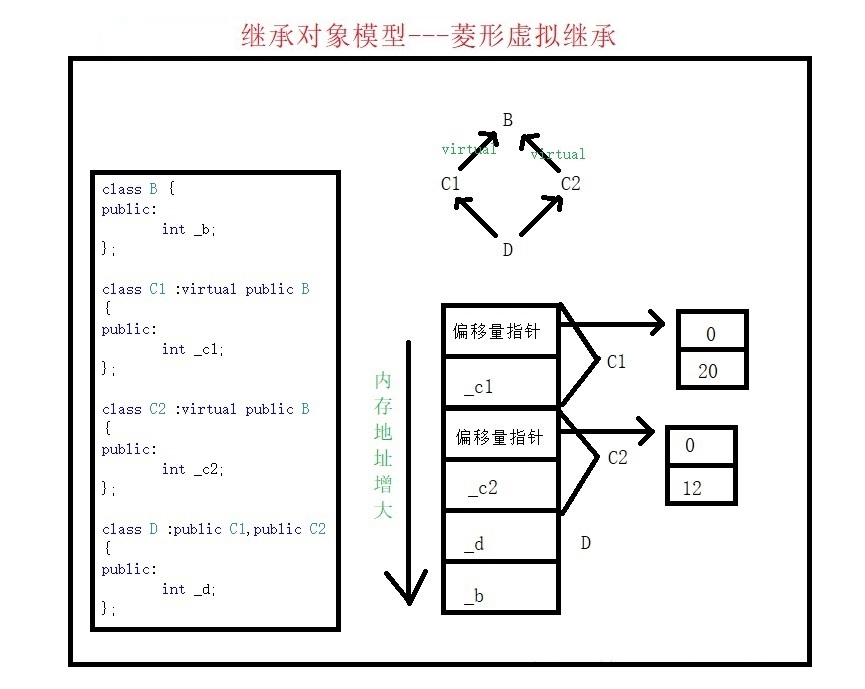 继承对象模型---菱形虚拟继承
B
virtual
virtual
C1
C2
D
class B {
public:
int _b;
};
class C1 :virtual public B
{
public:
int _c1;
};
class C2 :virtual public B
{
public:
int _c2;
};
class D :public C1,public C2
{
public:
int _d;
};
内存地址增大
偏移量指针
_c1
C1
0
20
偏移量指针
_c2
C2
0
12
_d
D
_b